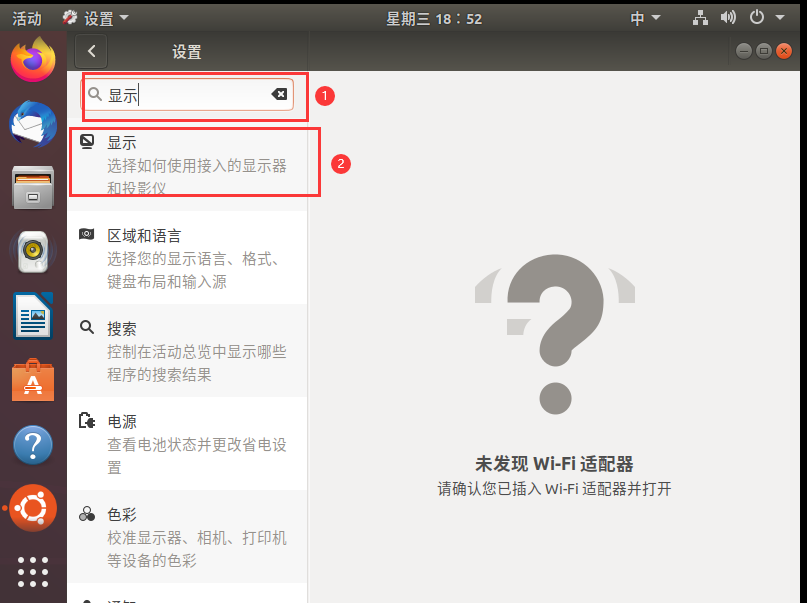 活动
设置
星期三 18：52
中
设置
显示
1
显示
选择如何使用接入的显示器
和投影仪
2
区域和语言
选择您的显示语言、格式、
键盘布局和输入源
搜索
控制在活动总览中显示哪些
程序的搜索结果
电源
查看电池状态并更改省电设
置
色彩
校准显示器、相机、打印机
等设备的色彩
未发现 Wi-Fi 适配器
请确认您已插入 Wi-Fi 适配器并打开